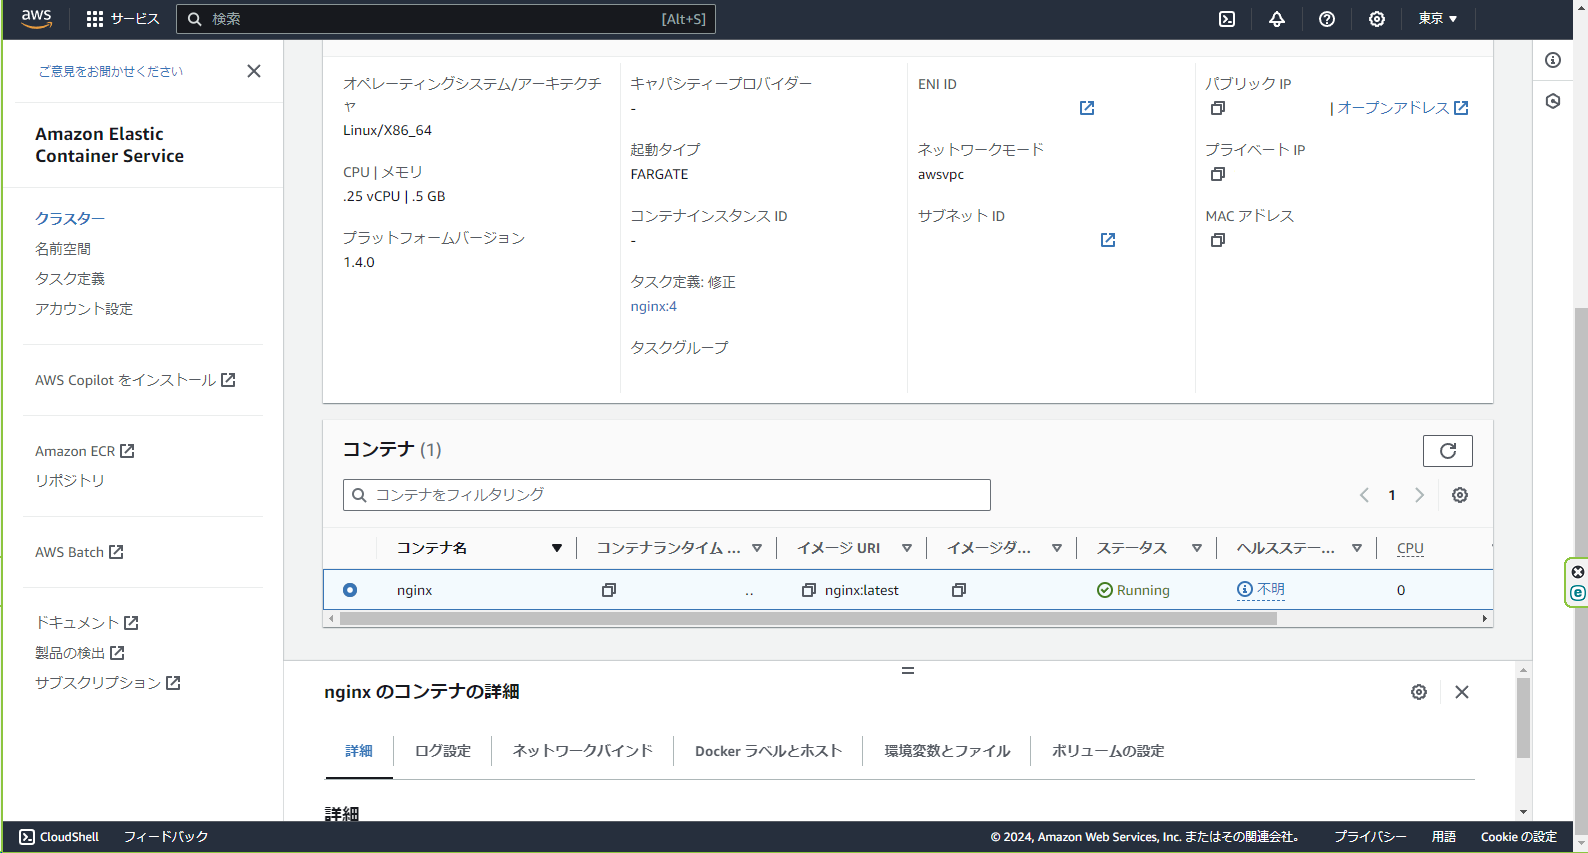 aws
サービス
検索
[Alt+S]
東京
ご意見をお聞かせください
Amazon Elastic
Container Service
クラスター
名前空間
タスク定義
アカウント設定
AWS Copilot をインストール
Amazon ECR
リポジトリ
AWS Batch
ドキュメント
製品の検出
サブスクリプション
オペレーティングシステム/アーキテクチ
ャ
Linux/X86_64
CPU | メモリ
.25 vCPU | .5 GB
プラットフォームバージョン
1.4.0
キャパシティープロバイダー
-
起動タイプ
FARGATE
コンテナインスタンス ID
-
タスク定義: 修正
nginx:4
タスクグループ
ENI ID
ネットワークモード
awsvpc
サブネット ID
パブリック IP
| オープンアドレス
プライベート IP
MAC アドレス
コンテナ (1)
コンテナをフィルタリング
1
コンテナ名
コンテナランタイム ...
イメージ URI
イメージダ...
ステータス
ヘルスステー...
CPU
nginx
..
nginx:latest
Running
不明
0
nginx のコンテナの詳細
詳細
ログ設定
ネットワークバインド
Docker ラベルとホスト
環境変数とファイル
ボリュームの設定
詳細
CloudShell
フィードバック
© 2024, Amazon Web Services, Inc. またはその関連会社。
プライバシー
用語
Cookie の設定